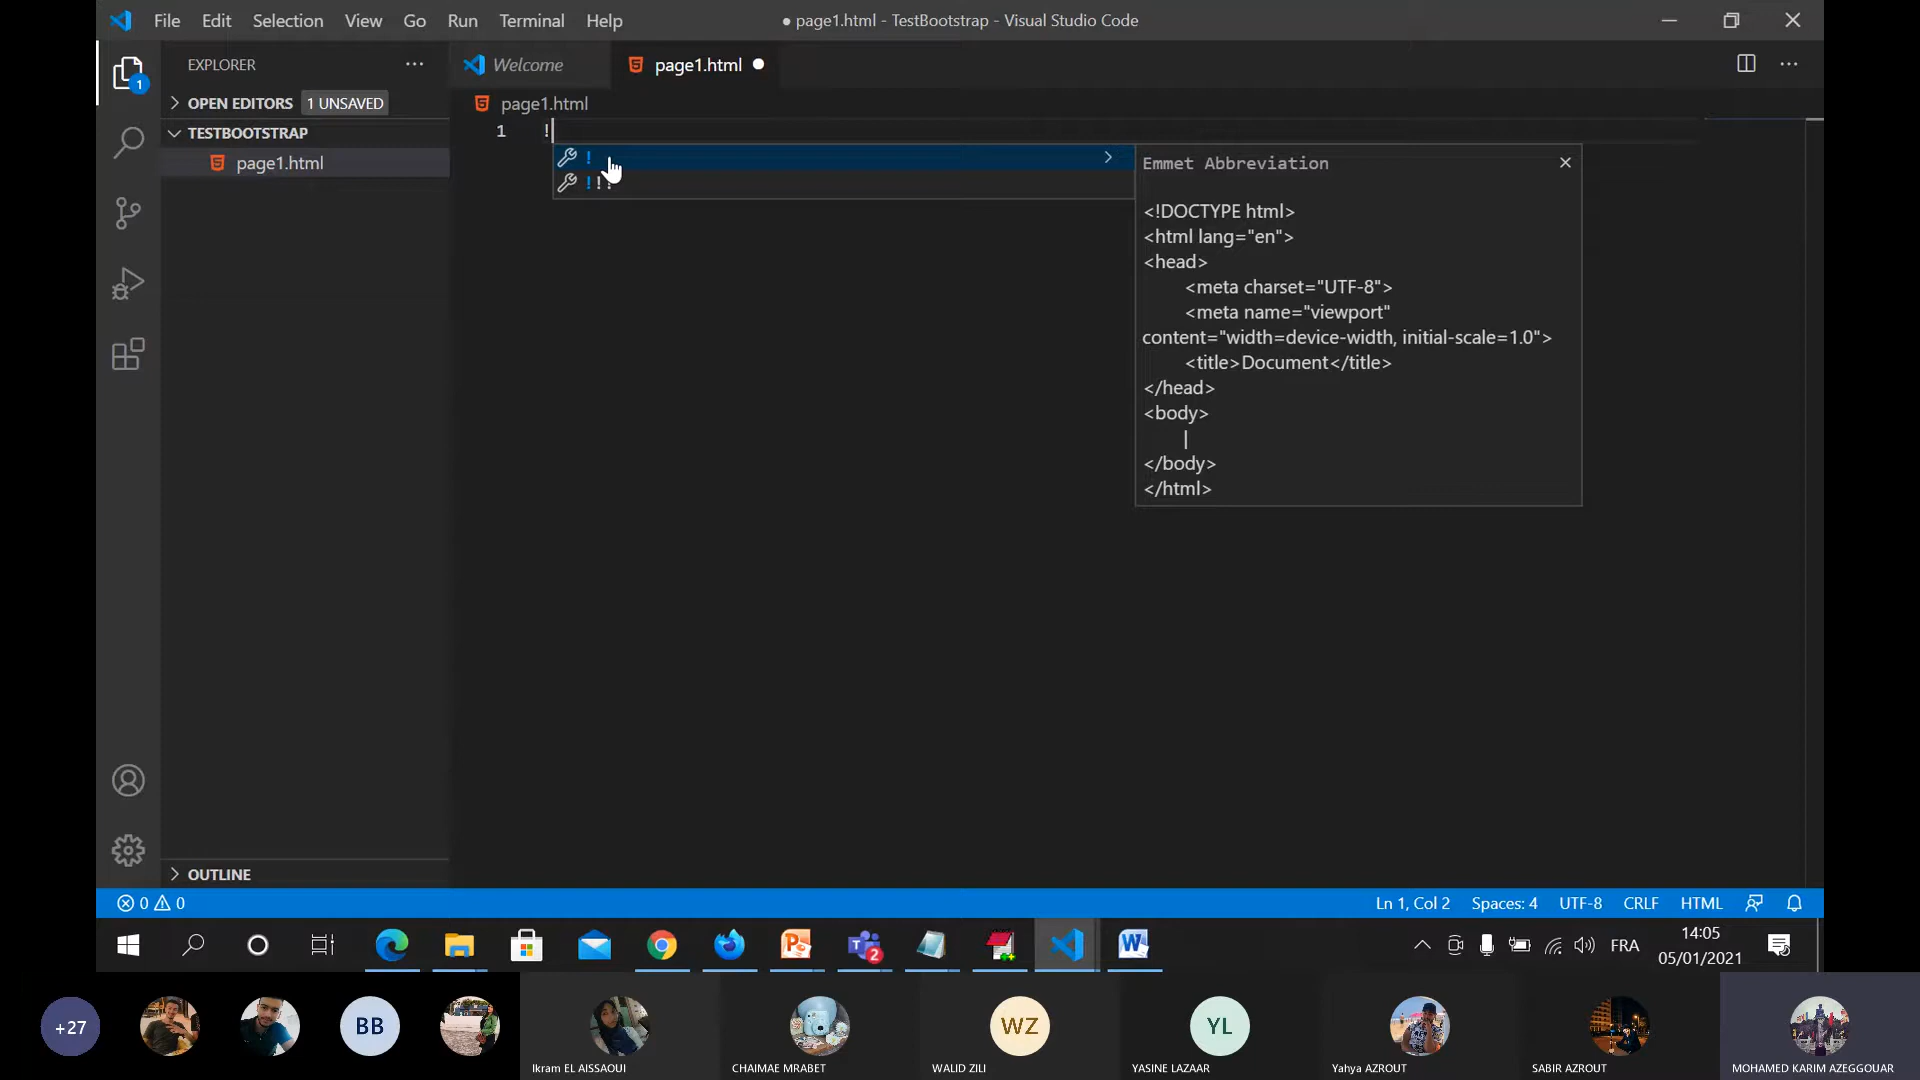 File Edit Selection View Go Run Terminal Help
● page1.html - TestBootstrap - Visual Studio Code
EXPLORER
Welcome
page1.html
OPEN EDITORS 1 UNSAVED
page1.html
TESTBOOTSTRAP
page1.html
1
1 !
!
!!!
Emmet Abbreviation
<!DOCTYPE html>
<html lang="en">
<head>
<meta charset="UTF-8">
<meta name="viewport"
content="width=device-width, initial-scale=1.0">
<title>Document</title>
</head>
<body>
|
</body>
</html>
OUTLINE
0 0
Ln 1, Col 2 Spaces: 4 UTF-8 CRLF HTML
2
FRA
14:05
05/01/2021
+27
BB
WZ
YL
Ikram EL AISSAOUI
CHAIMAE MRABET
WALID ZILI
YASINE LAZAAR
Yahya AZROUT
SABIR AZROUT
MOHAMED KARIM AZEGGOUAR